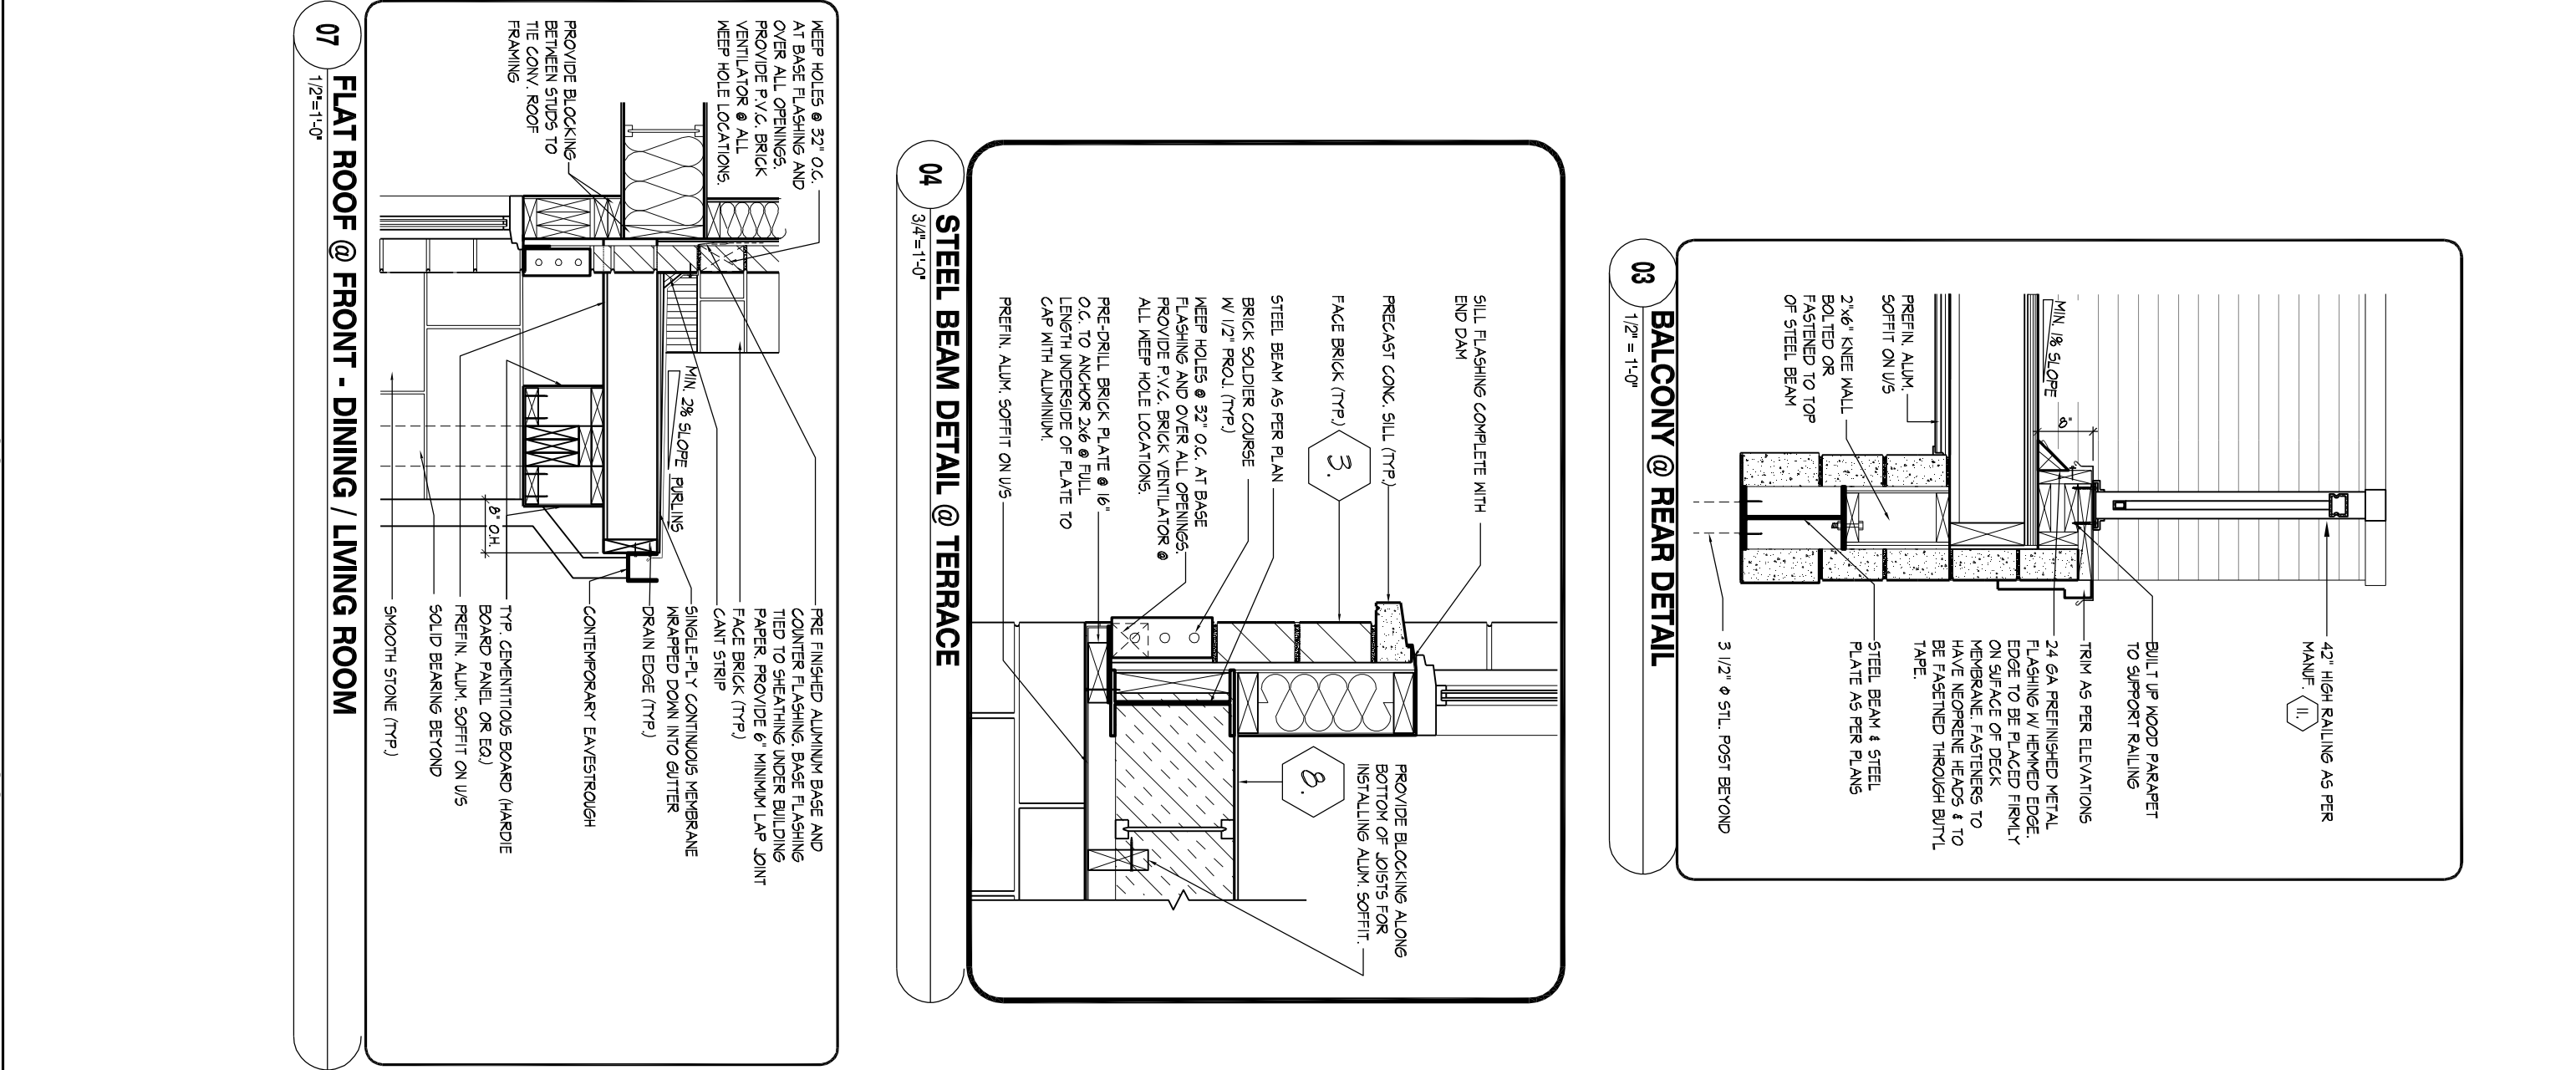 42" HIGH RAILING AS PER
MANUF.
11.
BUILT UP WOOD PARAPET
TO SUPPORT RAILING
TRIM AS PER ELEVATIONS
24 GA PREFINISHED METAL
FLASHING W/ HEMMED EDGE.
EDGE TO BE PLACED FIRMLY
ON SUFACE OF DECK
MEMBRANE. FASTENERS TO
HAVE NEOPRENE HEADS & TO
BE FASETNED THROUGH BUTYL
TAPE.
STEEL BEAM & STEEL
PLATE AS PER PLANS
3 1/2" Φ STL. POST BEYOND
MIN. 1% SLOPE
8"
PREFIN. ALUM.
SOFFIT ON U/S
2"x6" KNEE WALL
BOLTED OR
FASTENED TO TOP
OF STEEL BEAM
03
BALCONY @ REAR DETAIL
1/2" = 1'-0"
SILL FLASHING COMPLETE WITH
END DAM
PRECAST CONC. SILL (TYP.)
FACE BRICK (TYP.)
3.
STEEL BEAM AS PER PLAN
BRICK SOLDIER COURSE
W/ 1/2" PROJ. (TYP.)
WEEP HOLES @ 32" O.C. AT BASE
FLASHING AND OVER ALL OPENINGS.
PROVIDE P.V.C. BRICK VENTILATOR @
ALL WEEP HOLE LOCATIONS.
PRE-DRILL BRICK PLATE @ 16"
O.C. TO ANCHOR 2x6 @ FULL
LENGTH UNDERSIDE OF PLATE TO
CAP WITH ALUMINIUM.
PREFIN. ALUM. SOFFIT ON U/S
PROVIDE BLOCKING ALONG
BOTTOM OF JOISTS FOR
INSTALLING ALUM. SOFFIT.
8.
04
STEEL BEAM DETAIL @ TERRACE
3/4"=1'-0"
WEEP HOLES @ 32" O.C.
AT BASE FLASHING AND
OVER ALL OPENINGS.
PROVIDE P.V.C. BRICK
VENTILATOR @ ALL
WEEP HOLE LOCATIONS.
PROVIDE BLOCKING
BETWEEN STUDS TO
TIE CONV. ROOF
FRAMING
MIN. 2% SLOPE
PURLINS
8" O.H.
PRE FINISHED ALUMINUM BASE AND
COUNTER FLASHING. BASE FLASHING
TIED TO SHEATHING UNDER BUILDING
PAPER. PROVIDE 6" MINIMUM LAP JOINT
FACE BRICK (TYP.)
CANT STRIP
SINGLE-PLY CONTINUOUS MEMBRANE
WRAPPED DOWN INTO GUTTER
DRAIN EDGE (TYP.)
CONTEMPORARY EAVESTROUGH
TYP. CEMENTITIOUS BOARD (HARDIE
BOARD PANEL OR EQ.)
PREFIN. ALUM. SOFFIT ON U/S
SOLID BEARING BEYOND
SMOOTH STONE (TYP.)
07
FLAT ROOF @ FRONT - DINING / LIVING ROOM
1/2"=1'-0"